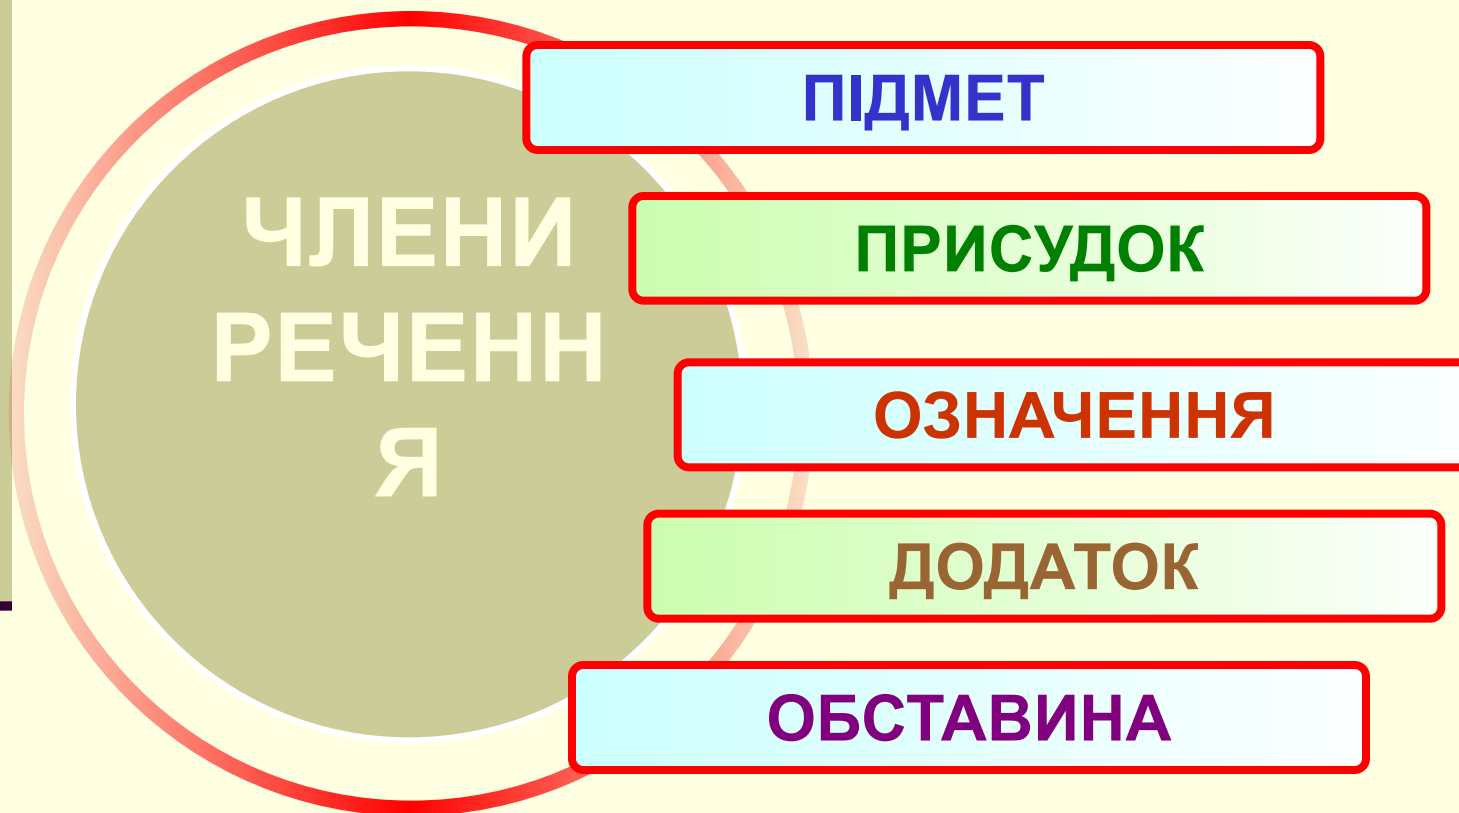 ЧЛЕНИ
РЕЧЕНН
Я
ПІДМЕТ
ПРИСУДОК
ОЗНАЧЕННЯ
ДОДАТОК
ОБСТАВИНА